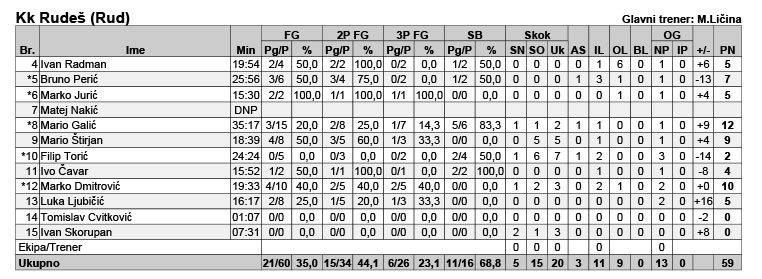 Kk Rudeš (Rud) Glavni trener: M.Ličina
FG 2P FG 3P FG SB Skok OG
Br. Ime Min Pg/P % Pg/P % Pg/P % Pg/P % SN SO Uk AS IL OL BL NP IP +/- PN
4 Ivan Radman 19:54 2/4 50,0% 2/2 100,0% 0/2 0,0% 1/2 50,0% 0 0 0 0 1 6 0 1 0 +6 5
*5 Bruno Perić 25:56 3/6 50,0% 3/4 75,0% 0/2 0,0% 1/2 50,0% 0 0 0 1 3 1 0 1 0 -13 7
*6 Marko Jurić 15:30 2/2 100,0% 1/1 100,0% 1/1 100,0% 0/0 0,0% 0 0 0 0 1 0 0 1 0 +4 5
7 Matej Nakić DNP
*8 Mario Galić 35:17 3/15 20,0% 2/8 25,0% 1/7 14,3% 5/6 83,3% 1 1 2 1 1 0 0 1 0 +9 12
9 Mario Štirjan 18:39 4/8 50,0% 3/5 60,0% 1/3 33,3% 0/0 0,0% 0 5 5 0 1 0 0 1 0 +4 9
*10 Filip Torić 24:24 0/5 0,0% 0/3 0,0% 0/2 0,0% 2/4 50,0% 1 6 7 1 2 0 0 3 0 -14 2
11 Ivo Čavar 15:52 1/2 50,0% 1/1 100,0% 0/1 0,0% 2/2 100,0% 0 0 0 0 0 0 0 1 0 -8 4
*12 Marko Dmitrović 19:33 4/10 40,0% 2/5 40,0% 2/5 40,0% 0/0 0,0% 1 2 3 0 2 1 0 2 0 +0 10
13 Luka Ljubičić 16:17 2/8 25,0% 1/5 20,0% 1/3 33,3% 0/0 0,0% 0 0 0 0 0 0 0 2 0 +16 5
14 Tomislav Cvitković 01:07 0/0 0,0% 0/0 0,0% 0/0 0,0% 0/0 0,0% 0 0 0 0 0 0 0 0 0 -2 0
15 Ivan Skorupan 07:31 0/0 0,0% 0/0 0,0% 0/0 0,0% 0/0 0,0% 2 1 3 0 0 0 0 0 0 +8 0
Ekipa/Trener 0 0 0 0 0 0
Ukupno 21/60 35,0% 15/34 44,1% 6/26 23,1% 11/16 68,8% 5 15 20 3 11 9 0 13 0 59